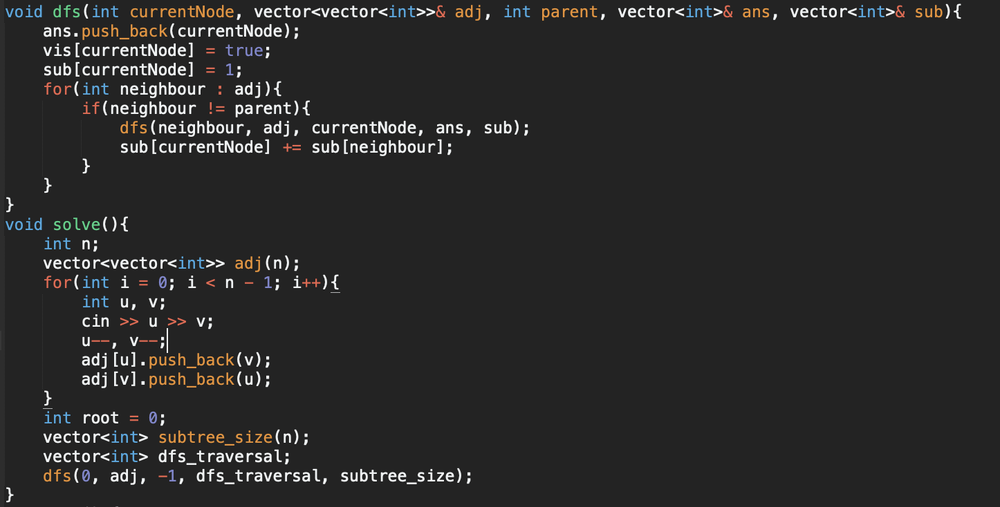 void dfs(int currentNode, vector<vector<int>>& adj, int parent, vector<int>& ans, vector<int>& sub){
    ans.push_back(currentNode);
    vis[currentNode] = true;
    sub[currentNode] = 1;
    for(int neighbour : adj){
        if(neighbour != parent){
            dfs(neighbour, adj, currentNode, ans, sub);
            sub[currentNode] += sub[neighbour];
        }
    }
}
void solve(){
    int n;
    vector<vector<int>> adj(n);
    for(int i = 0; i < n - 1; i++){
        int u, v;
        cin >> u >> v;
        u--, v--;
        adj[u].push_back(v);
        adj[v].push_back(u);
    }
    int root = 0;
    vector<int> subtree_size(n);
    vector<int> dfs_traversal;
    dfs(0, adj, -1, dfs_traversal, subtree_size);
}